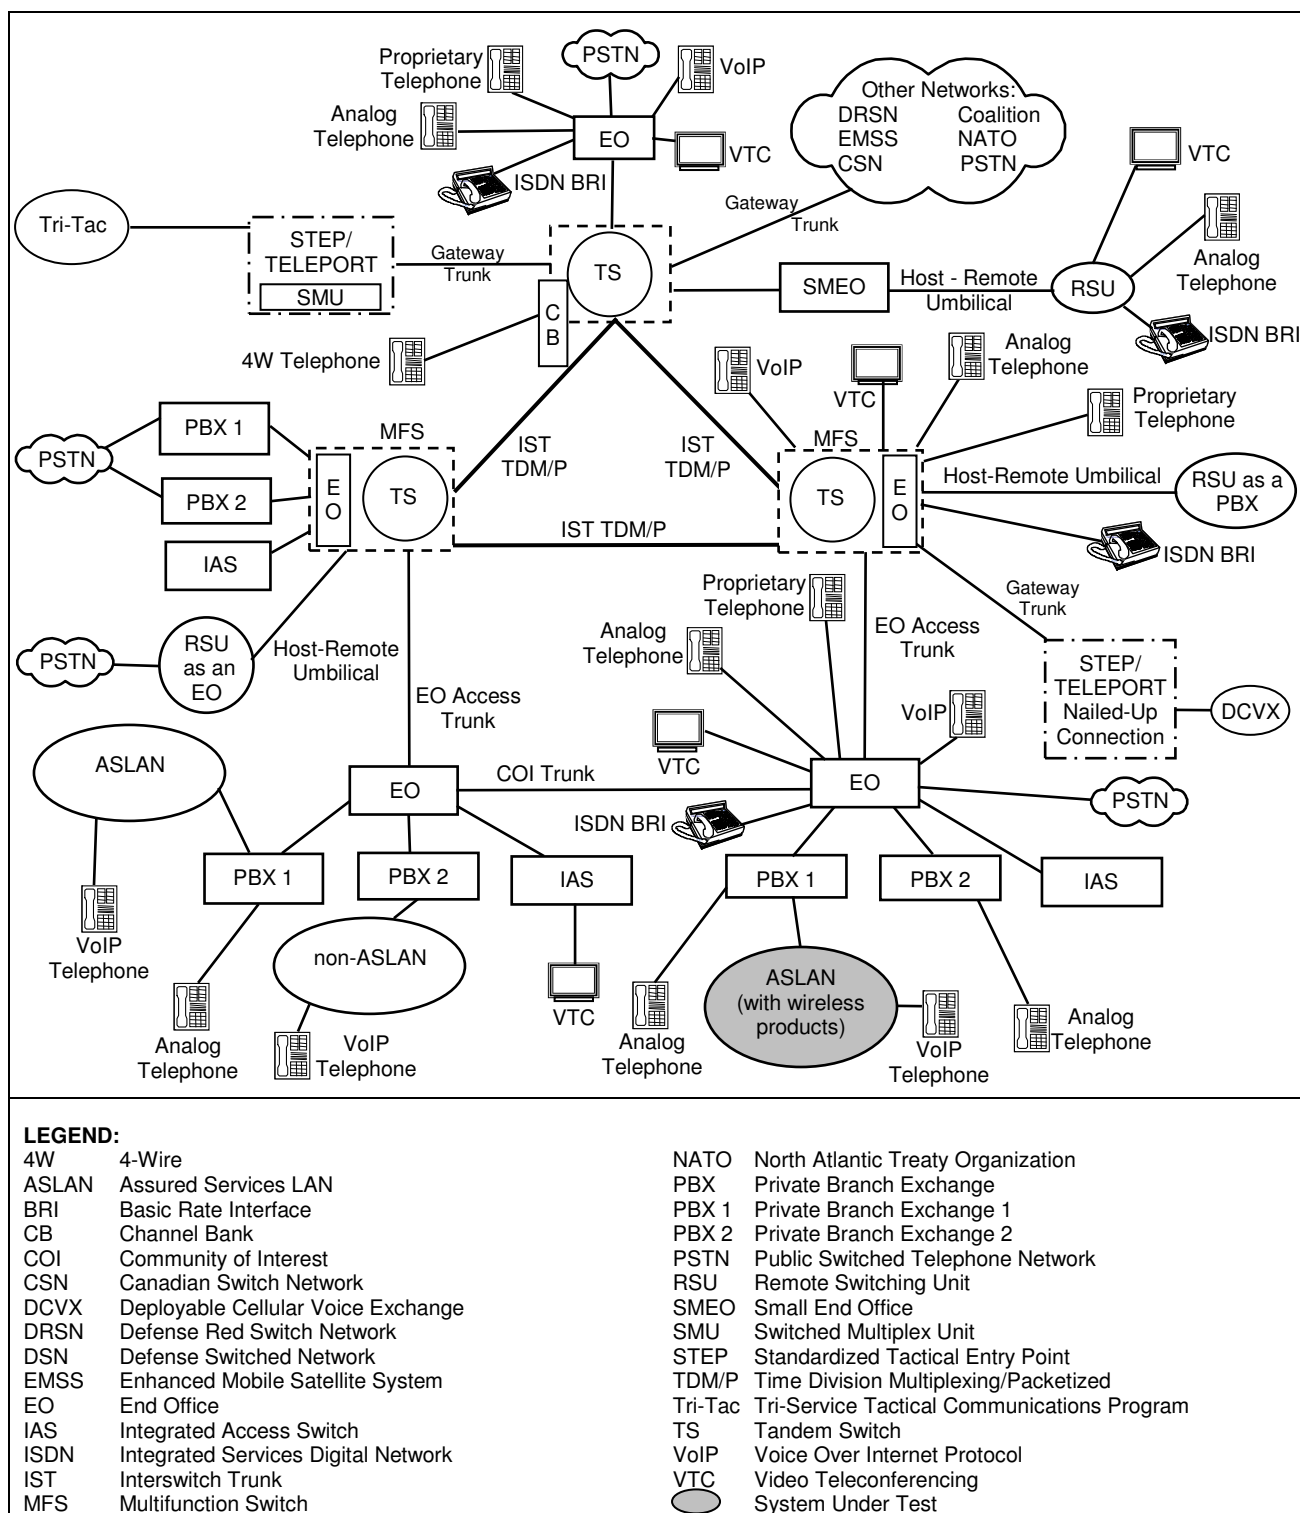 Proprietary
Telephone
PSTN
VoIP
Analog
Telephone
EO
VTC
ISDN BRI
Other Networks:
DRSN Coalition
EMSS NATO
CSN PSTN
VTC
Analog
Telephone
ISDN BRI
Tri-Tac
STEP/
TELEPORT
SMU
Gateway
Trunk
TS
C
B
Gateway
Trunk
SMEO
Host - Remote
Umbilical
RSU
4W Telephone
VoIP
VTC
Analog
Telephone
Proprietary
Telephone
PBX 1
PSTN
PBX 2
IAS
MFS
E
O
TS
IST
TDM/P
IST
TDM/P
IST TDM/P
MFS
TS
E
O
Host-Remote Umbilical
RSU as a
PBX
ISDN BRI
PSTN
RSU
as an
EO
Host-Remote
Umbilical
EO Access
Trunk
Proprietary
Telephone
Analog
Telephone
EO Access
Trunk
Gateway
Trunk
STEP/
TELEPORT
Nailed-Up
Connection
DCVX
VoIP
VTC
ASLAN
EO
COI Trunk
EO
PSTN
ISDN BRI
PBX 1
PBX 2
IAS
PBX 1
PBX 2
IAS
VoIP
Telephone
non-ASLAN
Analog
Telephone
VoIP
Telephone
VTC
Analog
Telephone
ASLAN
(with wireless
products)
VoIP
Telephone
Analog
Telephone
LEGEND:
4W 4-Wire
ASLAN Assured Services LAN
BRI Basic Rate Interface
CB Channel Bank
COI Community of Interest
CSN Canadian Switch Network
DCVX Deployable Cellular Voice Exchange
DRSN Defense Red Switch Network
DSN Defense Switched Network
EMSS Enhanced Mobile Satellite System
EO End Office
IAS Integrated Access Switch
ISDN Integrated Services Digital Network
IST Interswitch Trunk
MFS Multifunction Switch
NATO North Atlantic Treaty Organization
PBX Private Branch Exchange
PBX 1 Private Branch Exchange 1
PBX 2 Private Branch Exchange 2
PSTN Public Switched Telephone Network
RSU Remote Switching Unit
SMEO Small End Office
SMU Switched Multiplex Unit
STEP Standardized Tactical Entry Point
TDM/P Time Division Multiplexing/Packetized
Tri-Tac Tri-Service Tactical Communications Program
TS Tandem Switch
VoIP Voice Over Internet Protocol
VTC Video Teleconferencing
System Under Test